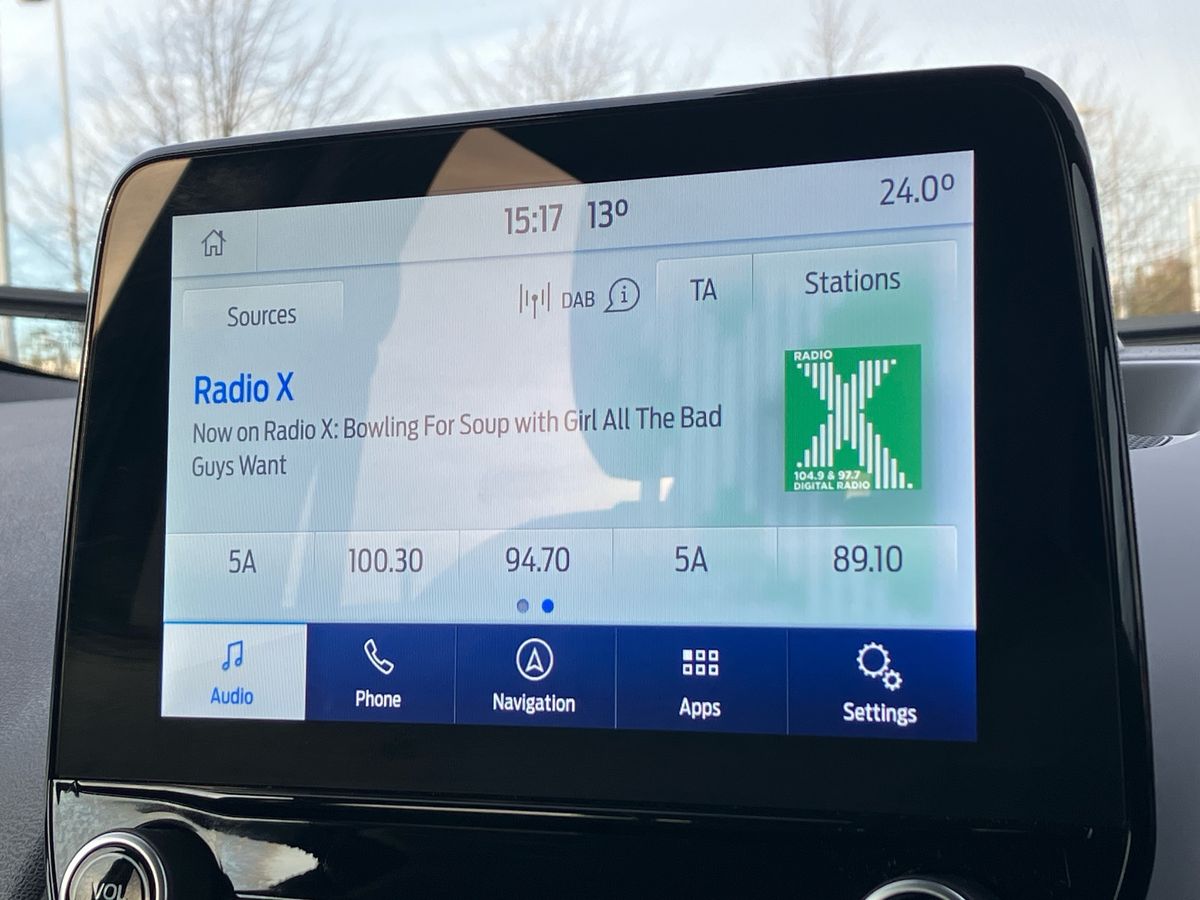 15:17 13º
24.0º
Sources
DAB
TA
Stations
Radio X
Now on Radio X: Bowling For Soup with Girl All The Bad
Guys Want
RADIO
X
104.9 & 97.7
DIGITAL RADIO
5A
100.30
94.70
5A
89.10
Audio
Phone
Navigation
Apps
Settings
VOL